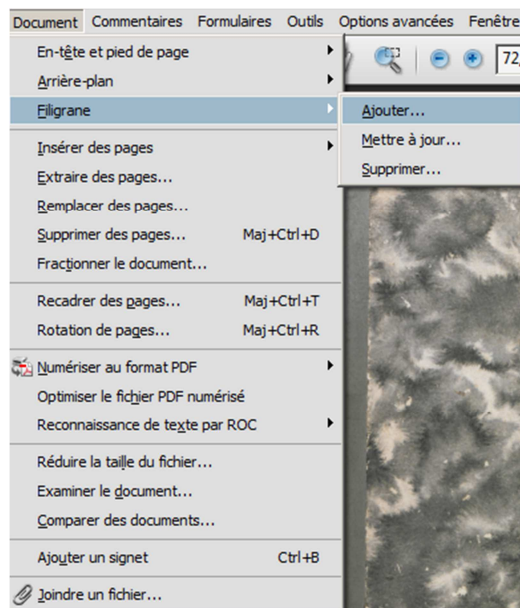 Document Commentaires Formulaires Outils Options avancées Fenêtre
En-tête et pied de page
72,
Arrière-plan
Filigrane
Ajouter...
Mettre à jour...
Supprimer...
Insérer des pages
Extraire des pages...
Remplacer des pages...
Supprimer des pages... Maj+Ctrl+D
Fractionner le document...
Recadrer des pages... Maj+Ctrl+T
Rotation de pages... Maj+Ctrl+R
Numériser au format PDF
Optimiser le fichier PDF numérisé
Reconnaissance de texte par ROC
Réduire la taille du fichier...
Examiner le document...
Comparer des documents...
Ajouter un signet Ctrl+B
Joindre un fichier...